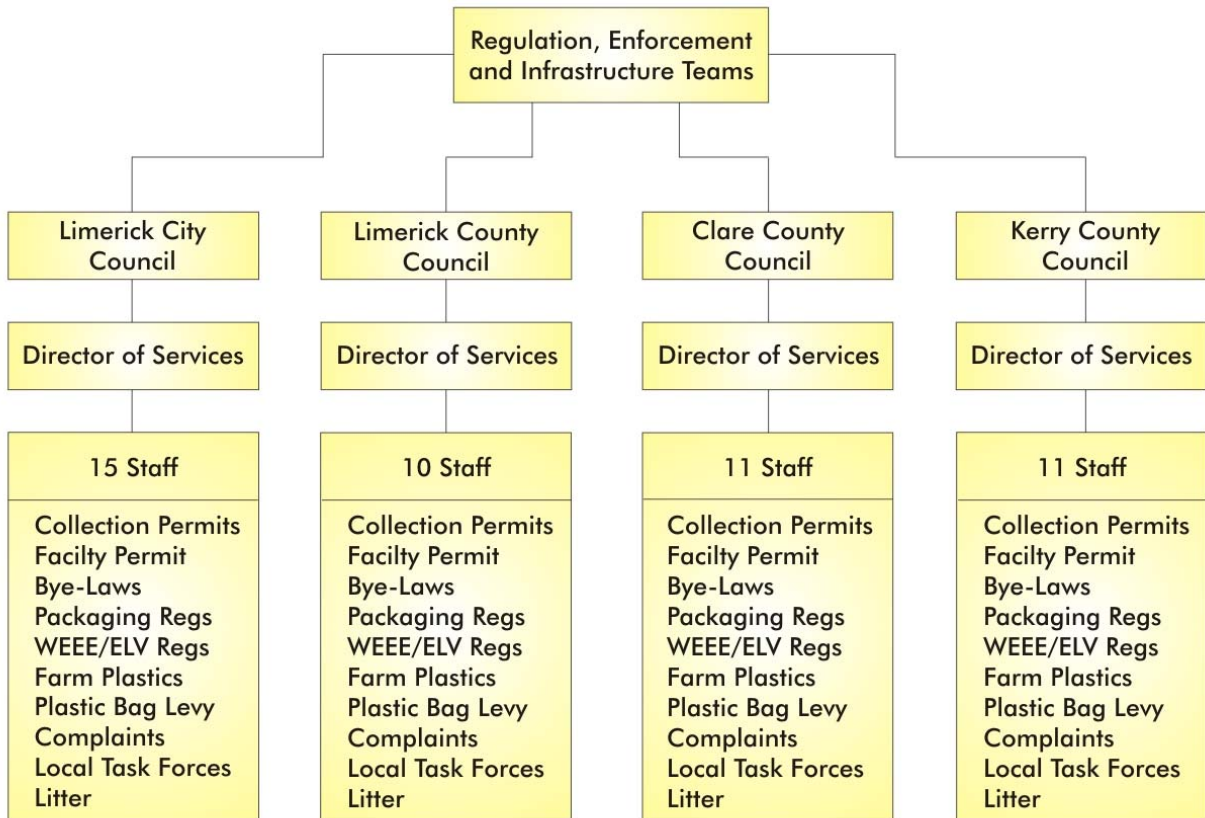 Regulation, Enforcement
and Infrastructure Teams
Limerick City
Council
Limerick County
Council
Clare County
Council
Kerry County
Council
Director of Services
Director of Services
Director of Services
Director of Services
15 Staff
Collection Permits
Facilty Permit
Bye-Laws
Packaging Regs
WEEE/ELV Regs
Farm Plastics
Plastic Bag Levy
Complaints
Local Task Forces
Litter
10 Staff
Collection Permits
Facilty Permit
Bye-Laws
Packaging Regs
WEEE/ELV Regs
Farm Plastics
Plastic Bag Levy
Complaints
Local Task Forces
Litter
11 Staff
Collection Permits
Facilty Permit
Bye-Laws
Packaging Regs
WEEE/ELV Regs
Farm Plastics
Plastic Bag Levy
Complaints
Local Task Forces
Litter
11 Staff
Collection Permits
Facilty Permit
Bye-Laws
Packaging Regs
WEEE/ELV Regs
Farm Plastics
Plastic Bag Levy
Complaints
Local Task Forces
Litter